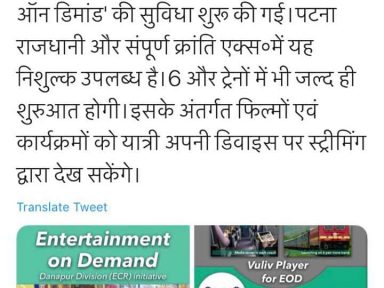 ऑन डिमांड' की सुविधा शुरू की गई।पटना
राजधानी और संपूर्ण क्रांति एक्स०में यह
निशुल्क उपलब्ध है।6 और ट्रेनों में भी जल्द ही
शुरुआत होगी।इसके अंतर्गत फिल्मों एवं
कार्यक्रमों को यात्री अपनी डिवाइस पर स्ट्रीमिंग
द्वारा देख सकेंगे।
Translate Tweet
Entertainment
on Demand
Danapur Division (ECR) initiative
Vuliv Player
for EOD